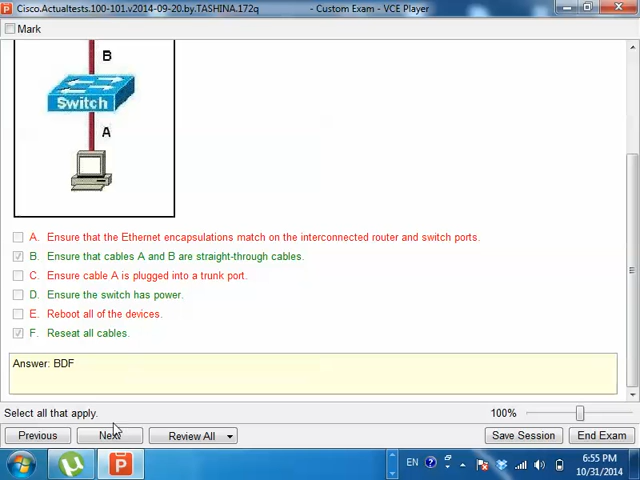 Cisco.Actualtests.100-101.v2014-09-20.by.TASHINA.172q - Custom Exam - VCE Player
Mark
B
Switch
A
A. Ensure that the Ethernet encapsulations match on the interconnected router and switch ports.
B. Ensure that cables A and B are straight-through cables.
C. Ensure cable A is plugged into a trunk port.
D. Ensure the switch has power.
E. Reboot all of the devices.
F. Reseat all cables.
Answer: BDF
Select all that apply. 100%
Previous Next Review All Save Session End Exam
EN 6:55 PM
10/31/2014